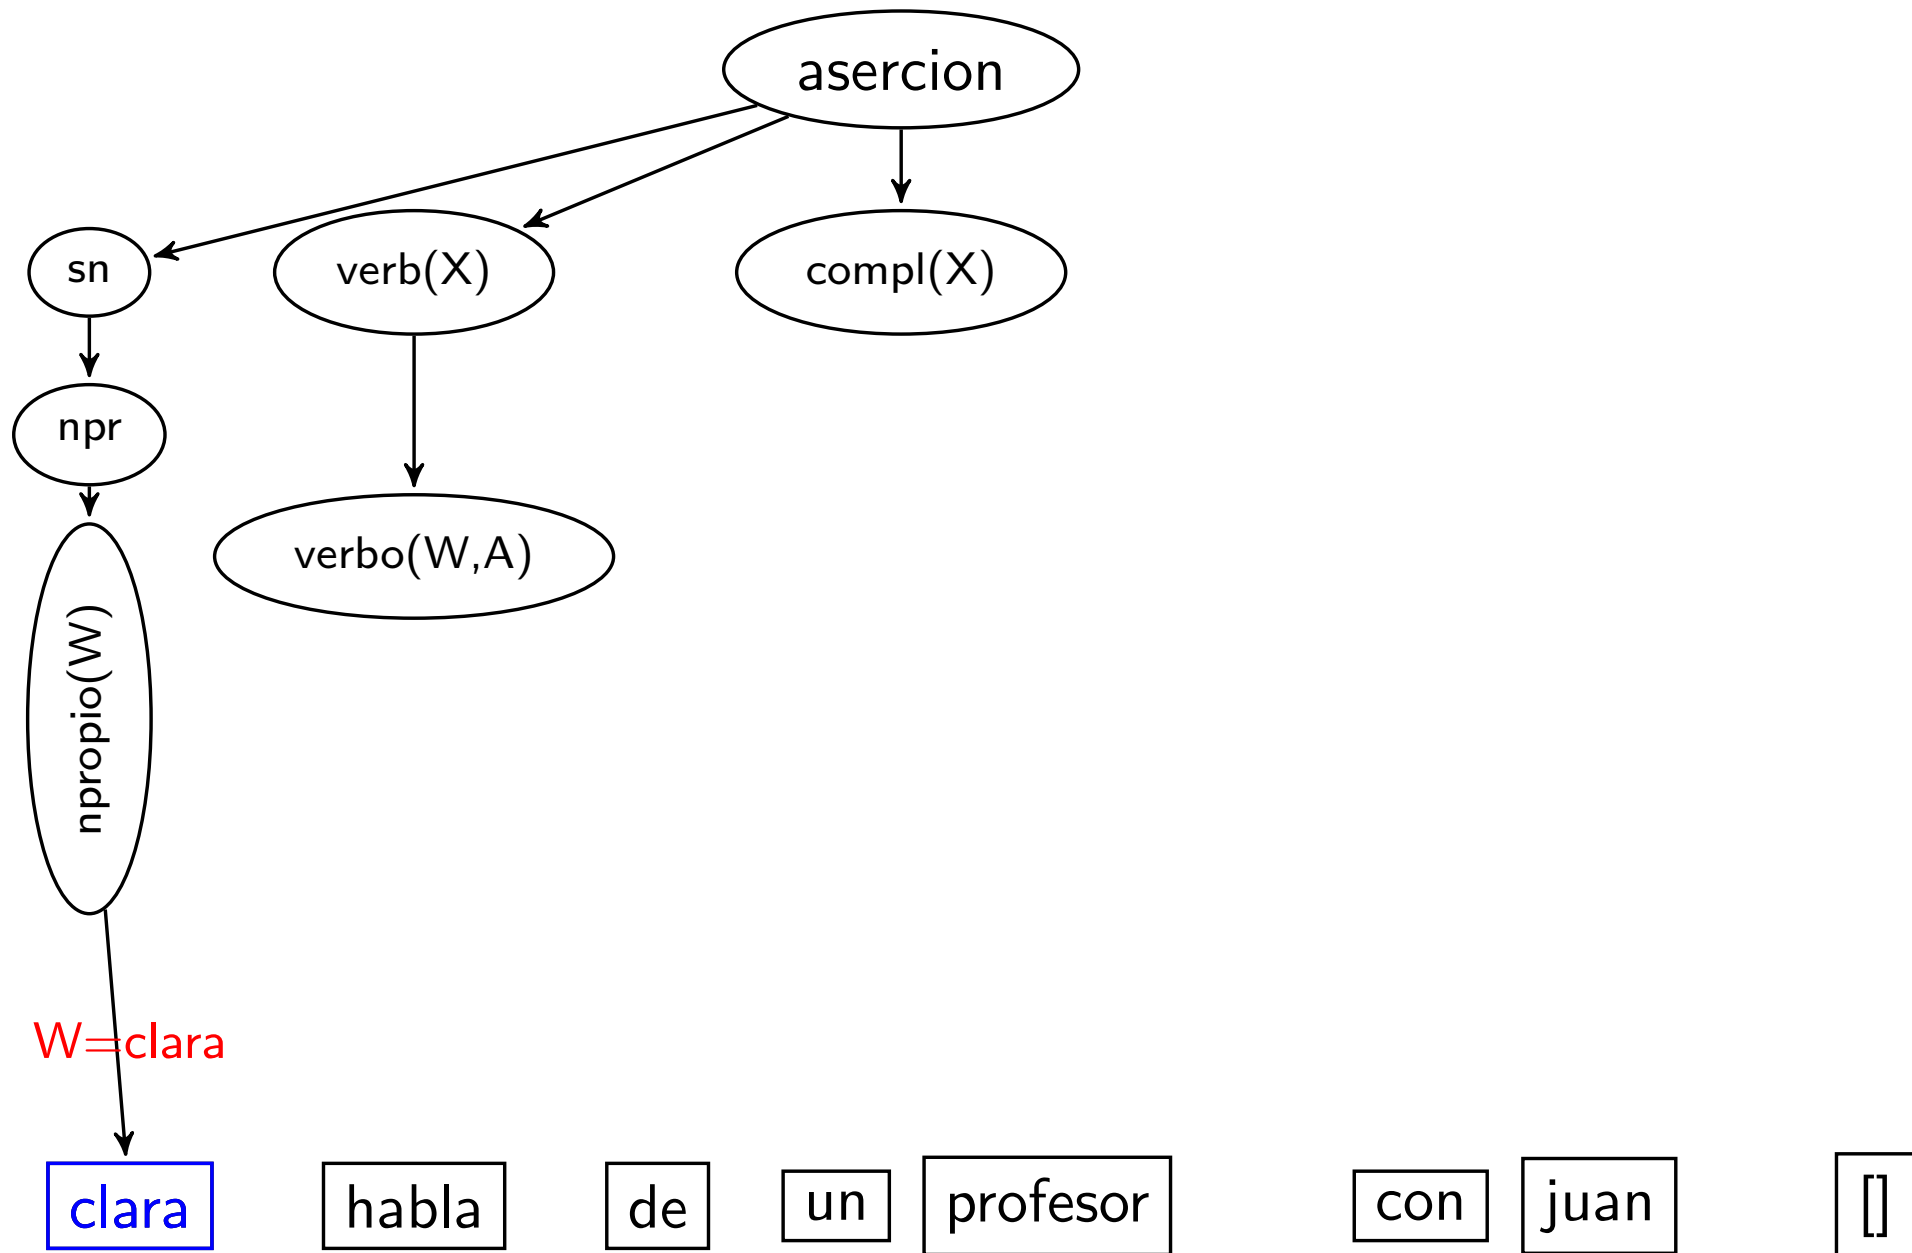 asercion
sn
verb(X)
compl(X)
npr
verbo(W,A)
npropio(W)
W=clara
clara habla de un profesor con juan []